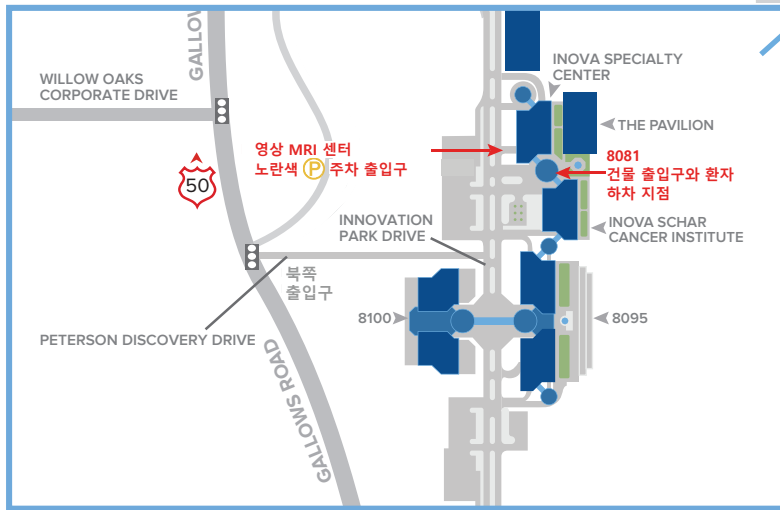 GALLOW
WILLOW OAKS
CORPORATE DRIVE
INOVA SPECIALTY
CENTER
THE PAVILION
영상 MRI 센터
노란색 P 주차 출입구
8081
건물 출입구와 환자
하차 지점
50
INNOVATION
PARK DRIVE
INOVA SCHAR
CANCER INSTITUTE
북쪽
출입구
8100
8095
PETERSON DISCOVERY DRIVE
GALLOWS ROAD